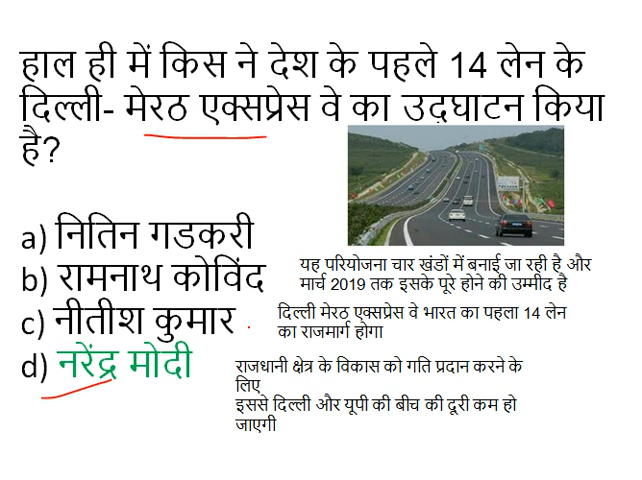 हाल ही में किस ने देश के पहले 14 लेन के
दिल्ली- मेरठ एक्सप्रेस वे का उदघाटन किया
है?
a) नितिन गडकरी
b) रामनाथ कोविंद
c) नीतीश कुमार
d) नरेंद्र मोदी
यह परियोजना चार खंडों में बनाई जा रही है और
मार्च 2019 तक इसके पूरे होने की उम्मीद है
दिल्ली मेरठ एक्सप्रेस वे भारत का पहला 14 लेन
का राजमार्ग होगा
राजधानी क्षेत्र के विकास को गति प्रदान करने के
लिए
इससे दिल्ली और यूपी की बीच की दूरी कम हो
जाएगी